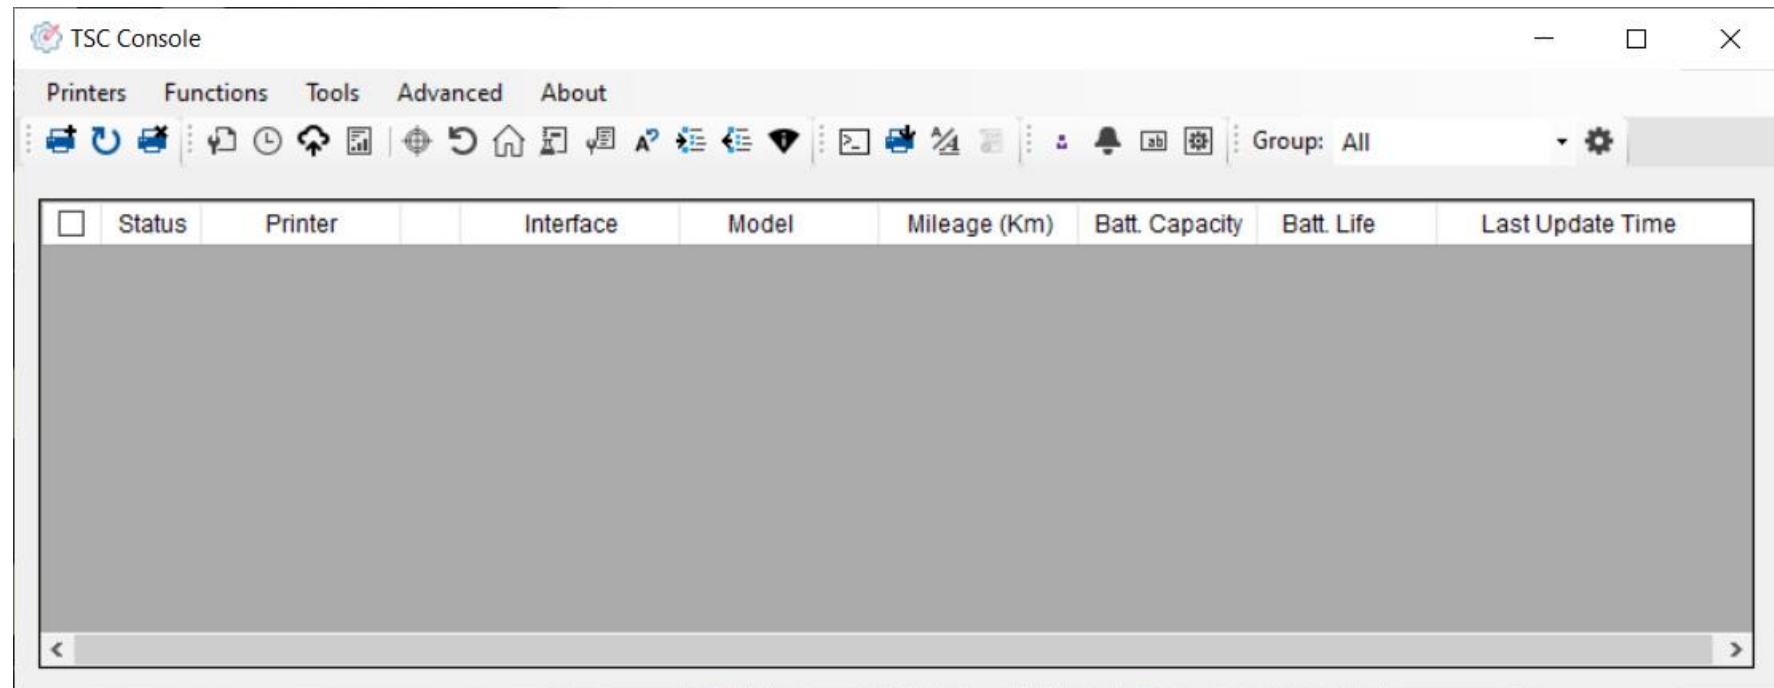 TSC Console
Printers Functions Tools Advanced About
Group: All
Status Printer Interface Model Mileage (Km) Batt. Capacity Batt. Life Last Update Time